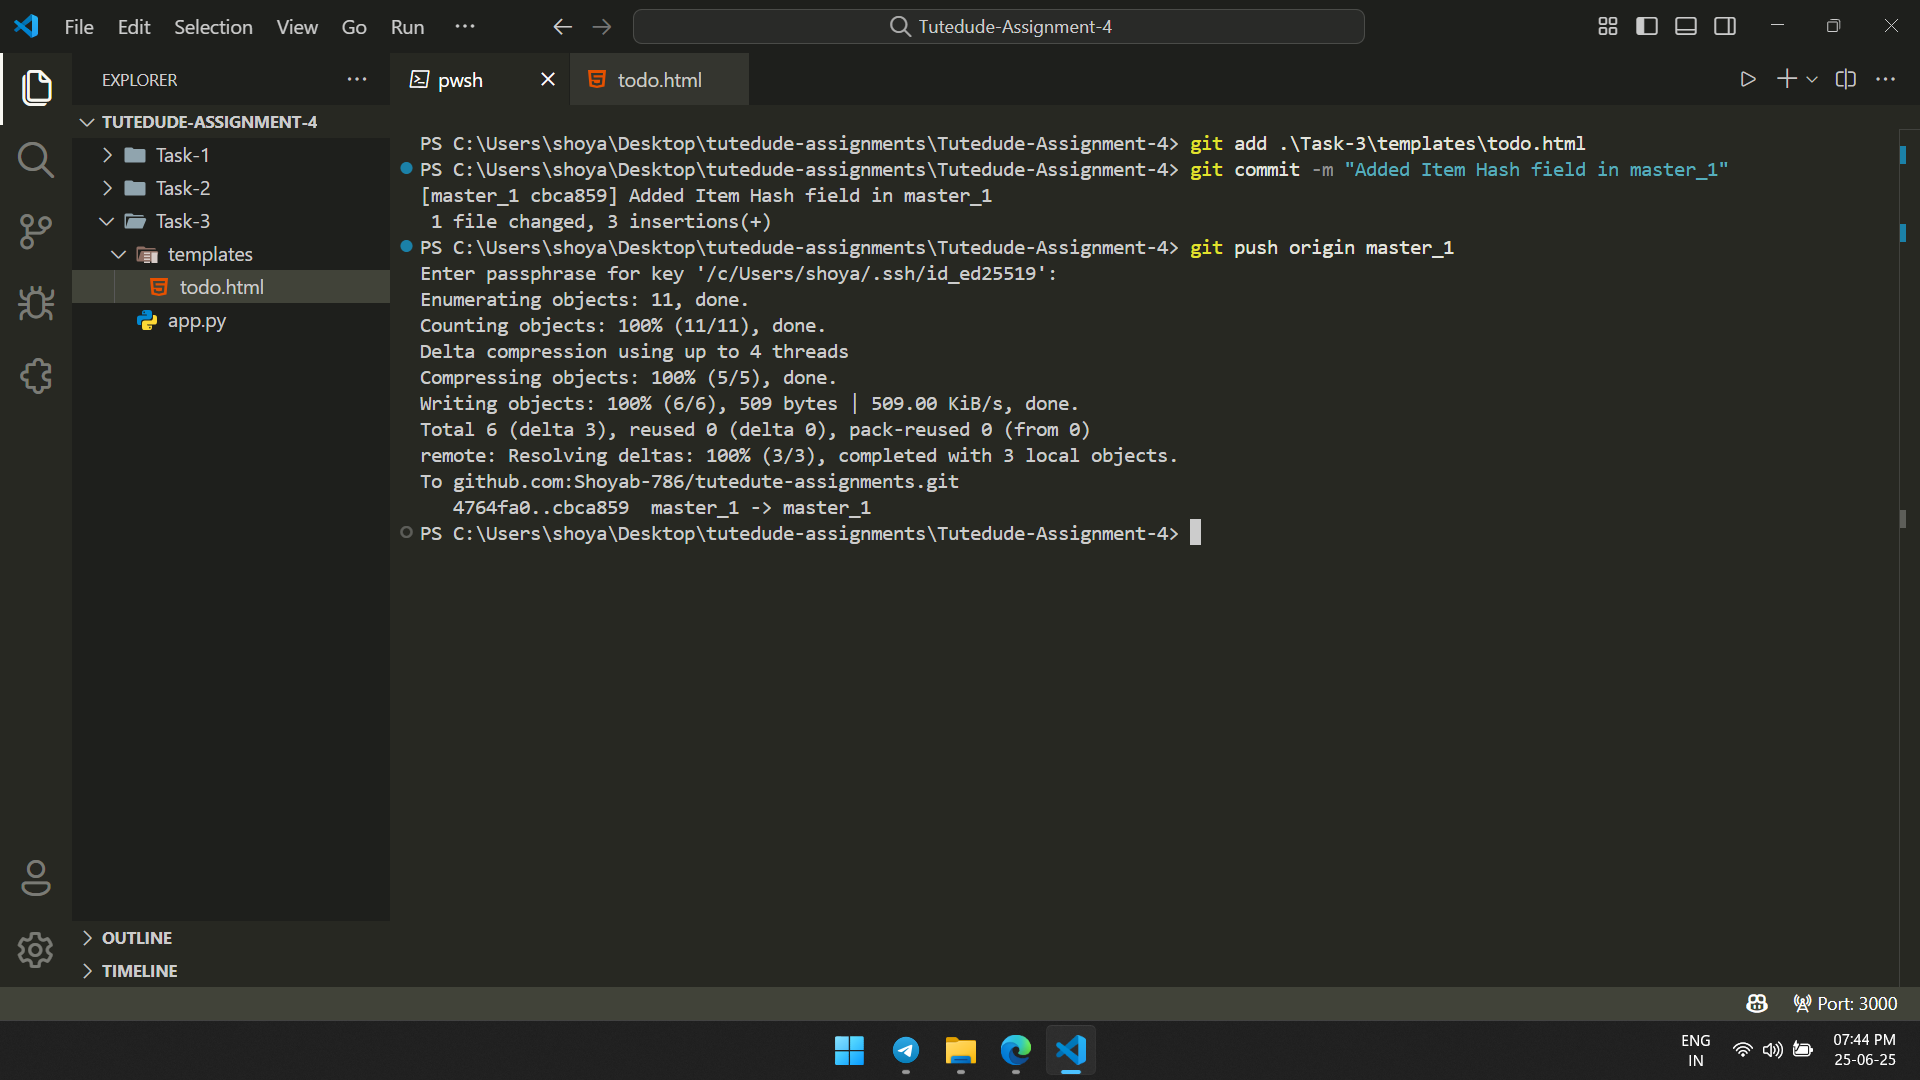 File Edit Selection View Go Run ···
Tutedude-Assignment-4
EXPLORER
pwsh
todo.html
TUTEDUDE-ASSIGNMENT-4
Task-1
Task-2
Task-3
templates
todo.html
app.py
OUTLINE
TIMELINE
PS C:\Users\shoya\Desktop\tutedude-assignments\Tutedude-Assignment-4> git add .\Task-3\templates\todo.html
PS C:\Users\shoya\Desktop\tutedude-assignments\Tutedude-Assignment-4> git commit -m "Added Item Hash field in master_1"
[master_1 cbca859] Added Item Hash field in master_1
1 file changed, 3 insertions(+)
PS C:\Users\shoya\Desktop\tutedude-assignments\Tutedude-Assignment-4> git push origin master_1
Enter passphrase for key '/c/Users/shoya/.ssh/id_ed25519':
Enumerating objects: 11, done.
Counting objects: 100% (11/11), done.
Delta compression using up to 4 threads
Compressing objects: 100% (5/5), done.
Writing objects: 100% (6/6), 509 bytes | 509.00 KiB/s, done.
Total 6 (delta 3), reused 0 (delta 0), pack-reused 0 (from 0)
remote: Resolving deltas: 100% (3/3), completed with 3 local objects.
To github.com:Shoyab-786/tutedute-assignments.git
4764fa0..cbca859  master_1 -> master_1
PS C:\Users\shoya\Desktop\tutedude-assignments\Tutedude-Assignment-4>
Port: 3000
ENG
IN
07:44 PM
25-06-25